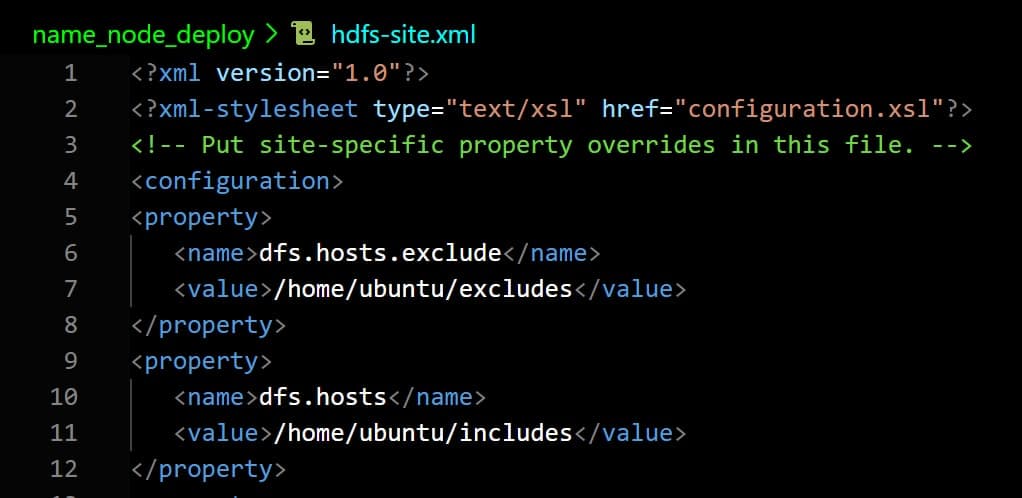 name_node_deploy > hdfs-site.xml
1 <?xml version="1.0"?>
2 <?xml-stylesheet type="text/xsl" href="configuration.xsl"?>
3 <!-- Put site-specific property overrides in this file. -->
4 <configuration>
5 <property>
6 <name>dfs.hosts.exclude</name>
7 <value>/home/ubuntu/excludes</value>
8 </property>
9 <property>
10 <name>dfs.hosts</name>
11 <value>/home/ubuntu/includes</value>
12 </property>